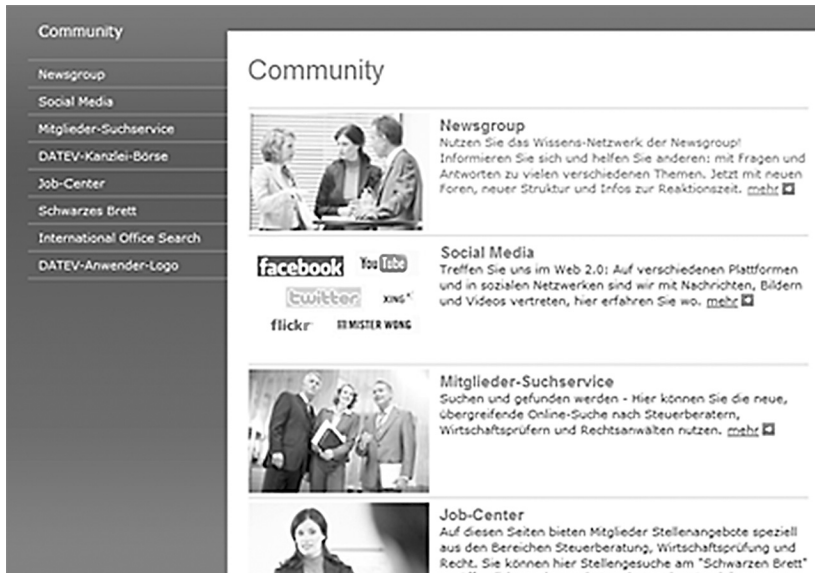 Community
Newsgroup
Social Media
Mitglieder-Suchservice
DATEV-Kanzlei-Börse
Job-Center
Schwarzes Brett
International Office Search
DATEV-Anwender-Logo
Community
Newsgroup
Nutzen Sie das Wissens-Netzwerk der Newsgroup!
Informieren Sie sich und helfen Sie anderen: mit Fragen und
Antworten zu vielen verschiedenen Themen. Jetzt mit neuen
Foren, neuer Struktur und Infos zur Reaktionszeit. mehr
facebook YouTube
twitter XING
flickr MISTER WONG
Social Media
Treffen Sie uns im Web 2.0: Auf verschiedenen Plattformen
und in sozialen Netzwerken sind wir mit Nachrichten, Bildern
und Videos vertreten, hier erfahren Sie wo. mehr
Mitglieder-Suchservice
Suchen und gefunden werden - Hier können Sie die neue,
übergreifende Online-Suche nach Steuerberatern,
Wirtschaftsprüfern und Rechtsanwälten nutzen. mehr
Job-Center
Auf diesen Seiten bieten Mitglieder Stellenangebote speziell
aus den Bereichen Steuerberatung, Wirtschaftsprüfung und
Recht. Sie können hier Stellengesuche am "Schwarzen Brett"